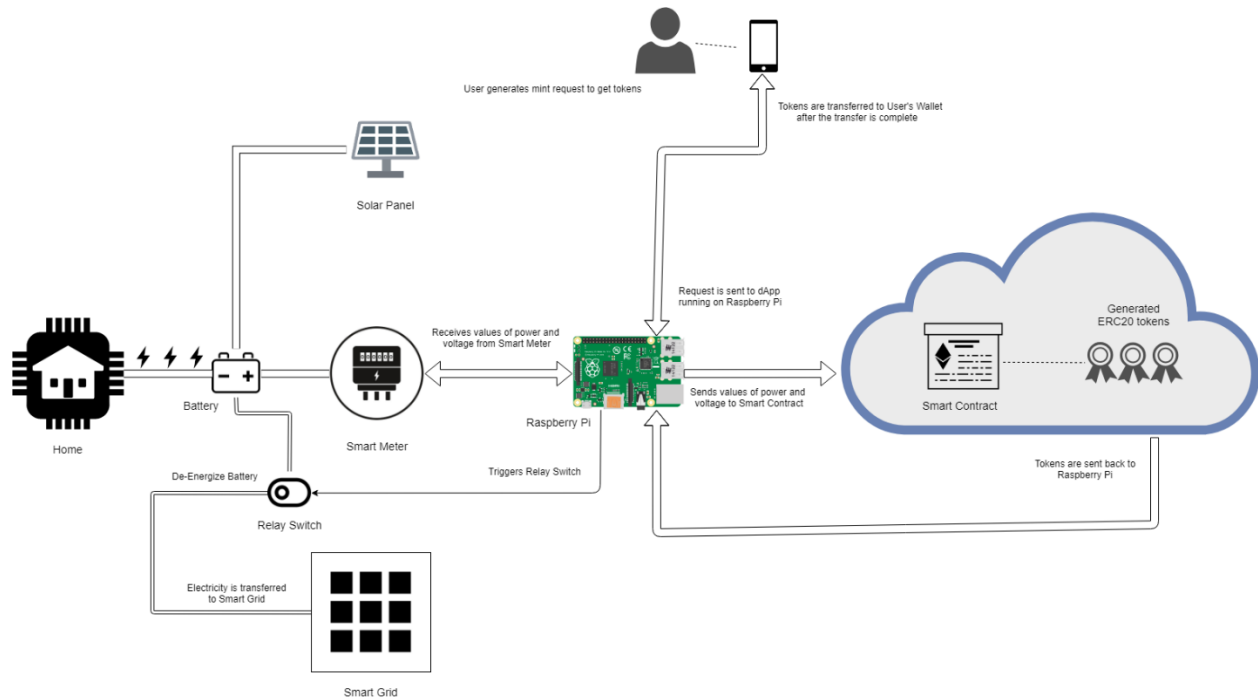 User generates mint request to get tokens
Tokens are transferred to User's Wallet
after the transfer is complete
Solar Panel
Request is sent to dApp
running on Raspberry Pi
Generated
ERC20 tokens
Receives values of power and
voltage from Smart Meter
Battery
Sends values of power and
voltage to Smart Contract
Smart Contract
Home
Smart Meter
Raspberry Pi
De-Energize Battery
Triggers Relay Switch
Tokens are sent back to
Raspberry Pi
Relay Switch
Electricity is transferred
to Smart Grid
Smart Grid